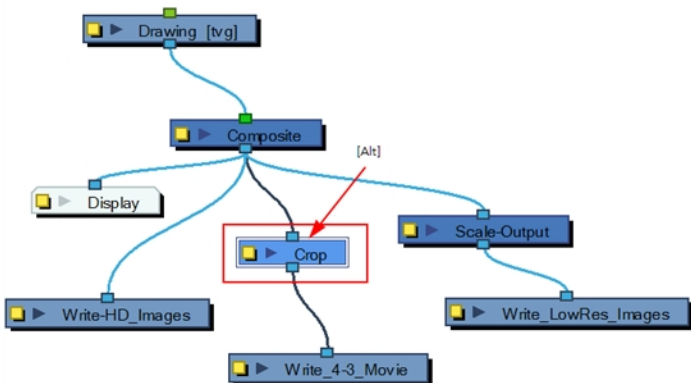 Drawing [tvg]
Composite
[Alt]
Display
Crop
Scale-Output
Write-HD_Images
Write_LowRes_Images
Write_4-3_Movie